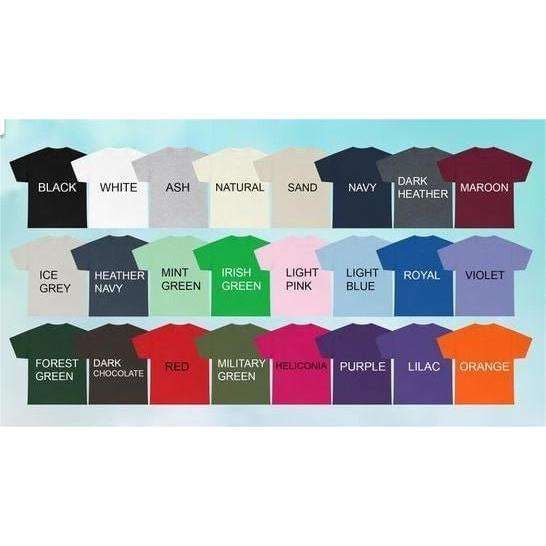 BLACK
WHITE
ASH
NATURAL
SAND
NAVY
DARK
HEATHER
MAROON
ICE
GREY
HEATHER
NAVY
MINT
GREEN
IRISH
GREEN
LIGHT
PINK
LIGHT
BLUE
ROYAL
VIOLET
FOREST
GREEN
DARK
CHOCOLATE
RED
MILITARY
GREEN
HELICONIA
PURPLE
LILAC
ORANGE